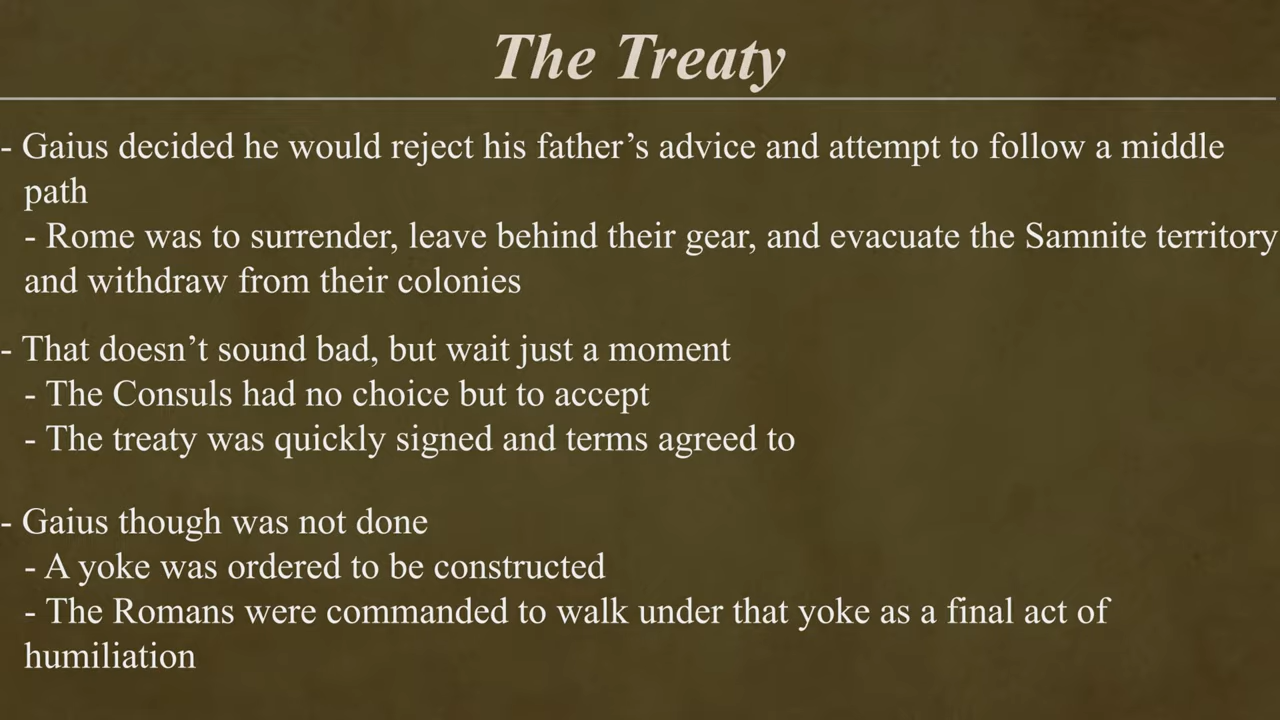 The Treaty
- Gaius decided he would reject his father’s advice and attempt to follow a middle
path
- Rome was to surrender, leave behind their gear, and evacuate the Samnite territory
and withdraw from their colonies
- That doesn’t sound bad, but wait just a moment
- The Consuls had no choice but to accept
- The treaty was quickly signed and terms agreed to
- Gaius though was not done
- A yoke was ordered to be constructed
- The Romans were commanded to walk under that yoke as a final act of
humiliation